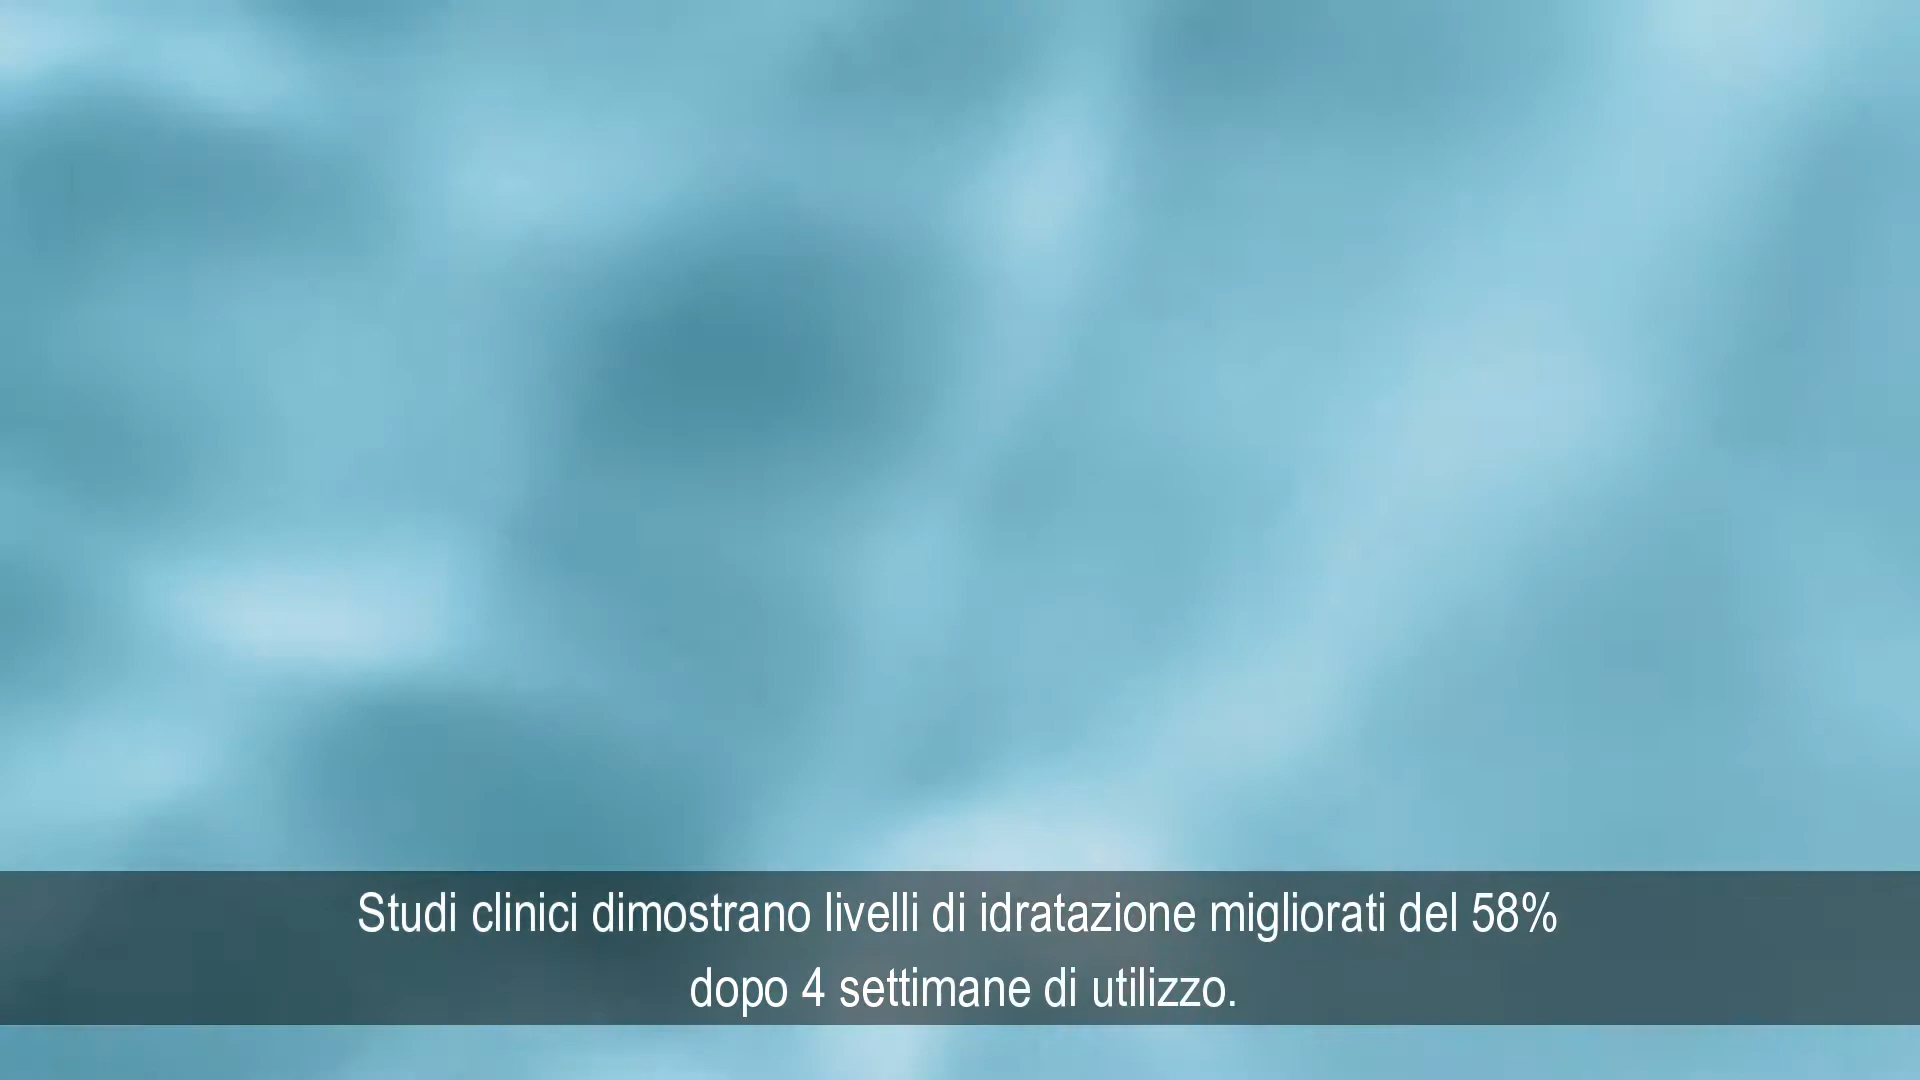 Studi clinici dimostrano livelli di idratazione migliorati del 58%
dopo 4 settimane di utilizzo.